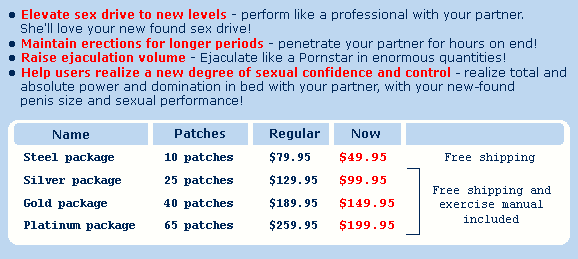 • Elevate sex drive to new levels - perform like a professional with your partner.
She'll love your new found sex drive!
• Maintain erections for longer periods - penetrate your partner for hours on end!
• Raise ejaculation volume - Ejaculate like a Pornstar in enormous quantities!
• Help users realize a new degree of sexual confidence and control - realize total and
absolute power and domination in bed with your partner, with your new-found
penis size and sexual performance!
Name Patches Regular Now
Steel package 10 patches $79.95 $49.95 Free shipping
Silver package 25 patches $129.95 $99.95
Free shipping and
Gold package 40 patches $189.95 $149.95 exercise manual
included
Platinum package 65 patches $259.95 $199.95